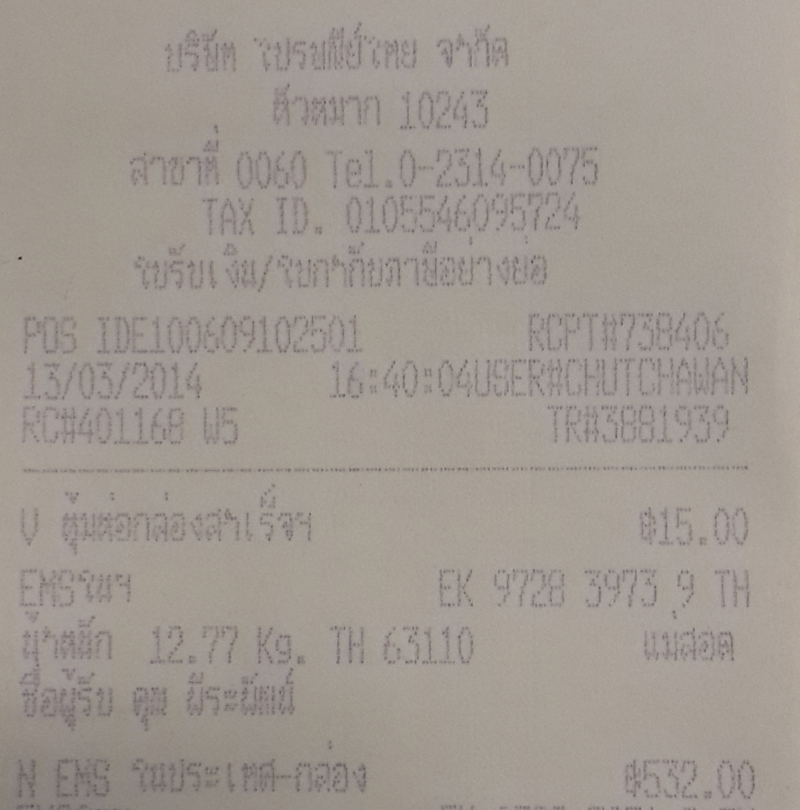 บริษัท ไปรษณีย์ไทย จำกัด
หัวหมาก 10243
สาขาที่ 0060 Tel.0-2314-0075
TAX ID. 0105546095724
ใบรับเงิน/ใบกำกับภาษีอย่างย่อ
POS IDE100609102501 RCPT#738406
13/03/2014 16:40:04USER#CHUTCHAWAN
RC#401168 W5 TR#3881939
V หุ้มห่อกล่องสำเร็จฯ ฿15.00
EMSในฯ EK 9728 3973 9 TH
น้ำหนัก 12.77 Kg. TH 63110 แม่สอด
ชื่อผู้รับ คุณ พีระพัฒน์
N EMS ในประเทศ-กล่อง ฿532.00